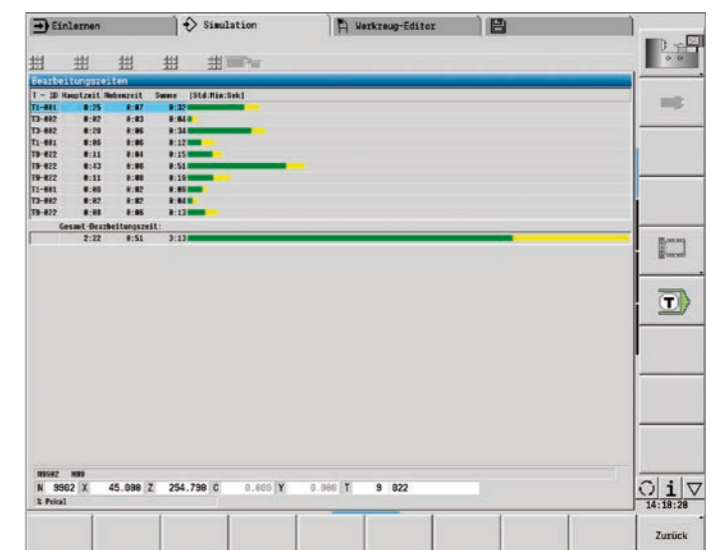 Einlernen Simulation Werkzeug-Editor
Bearbeitungszeiten
T - ID Hauptzeit Nebenzeit Summe [Std:Min:Sek]
T1-001 0:25 0:07 0:32
T3-002 0:02 0:03 0:04
T3-002 0:28 0:06 0:34
T1-001 0:06 0:06 0:12
T9-022 0:11 0:04 0:15
T9-022 0:43 0:08 0:51
T9-022 0:11 0:08 0:19
T1-001 0:06 0:02 0:09
T3-002 0:02 0:02 0:04
T9-022 0:08 0:06 0:13
Gesamt-Bearbeitungszeit:
2:22 0:51 3:13
N9902 M99
N 9902 X 45.000 Z 254.790 C 0.000 Y 0.000 T 9 022
% Pokal
T
i
14:18:28
Zurück